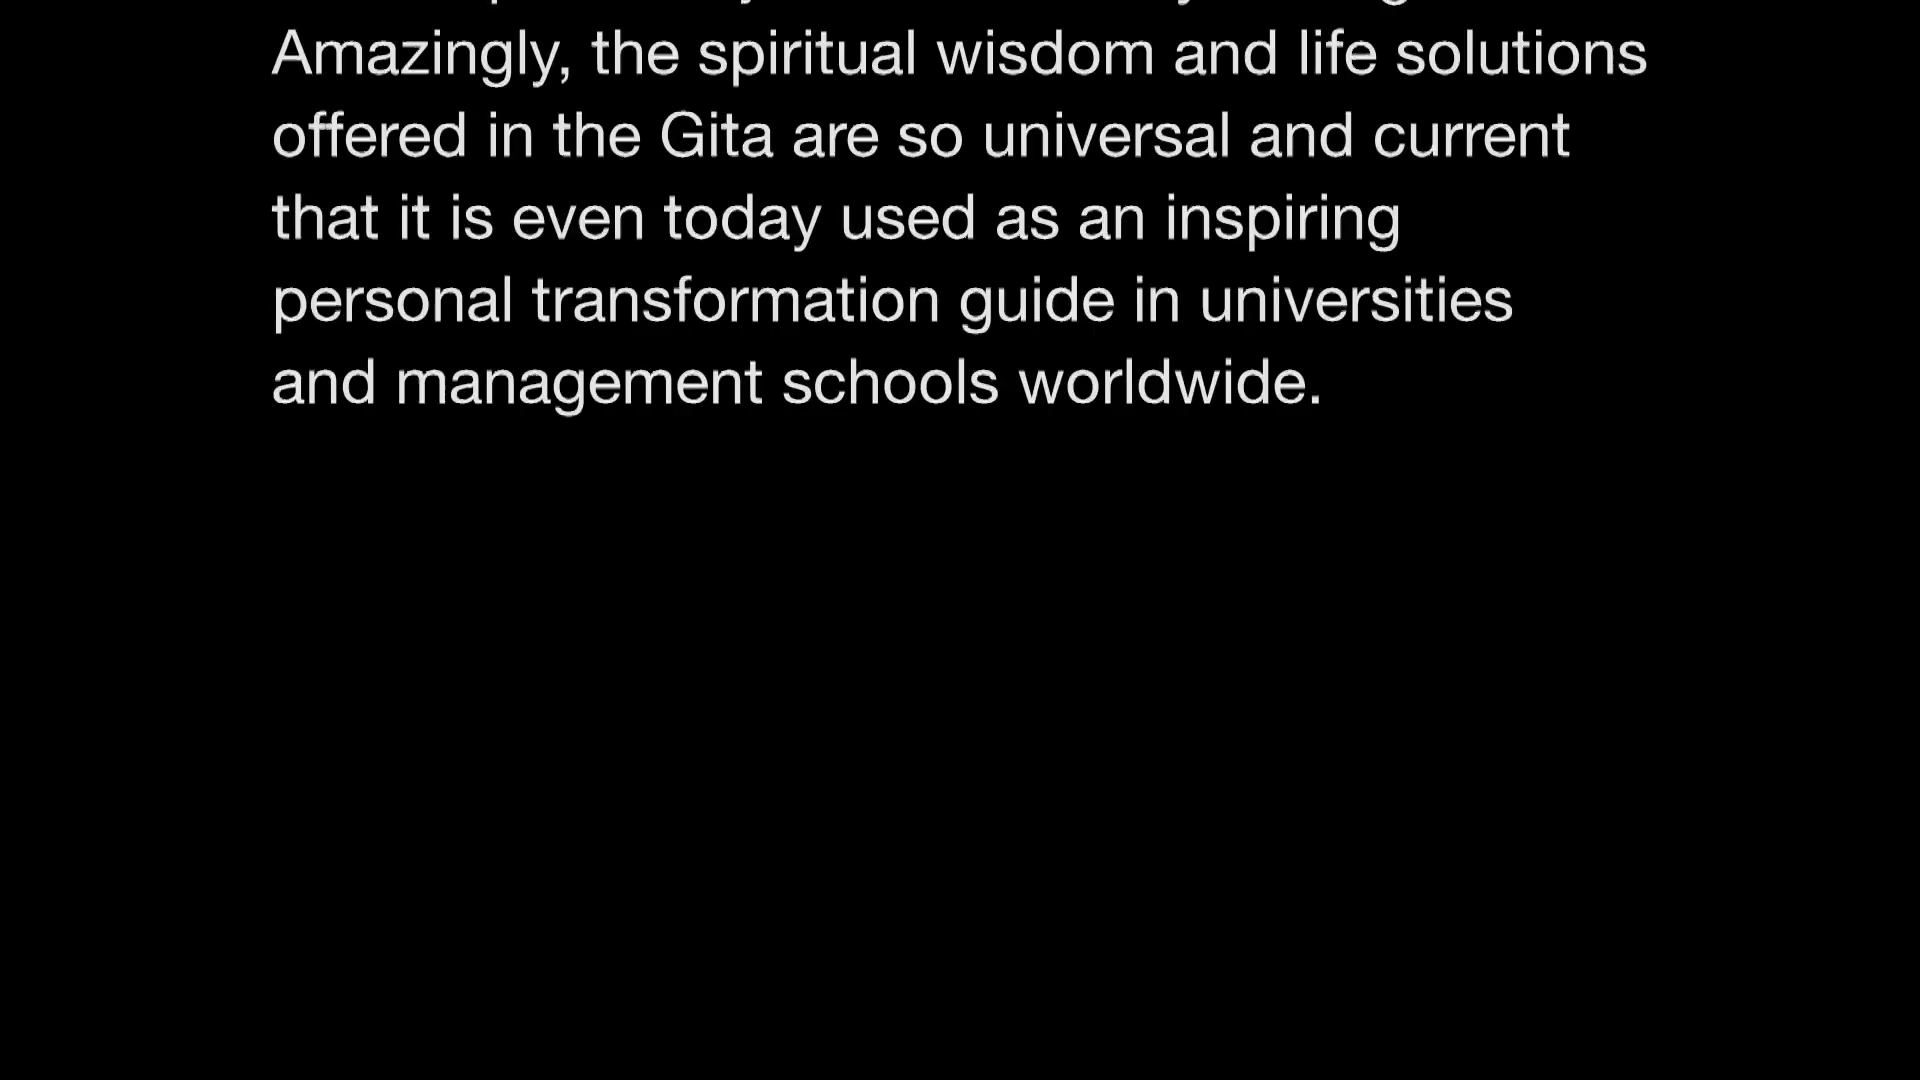 Amazingly, the spiritual wisdom and life solutions
offered in the Gita are so universal and current
that it is even today used as an inspiring
personal transformation guide in universities
and management schools worldwide.